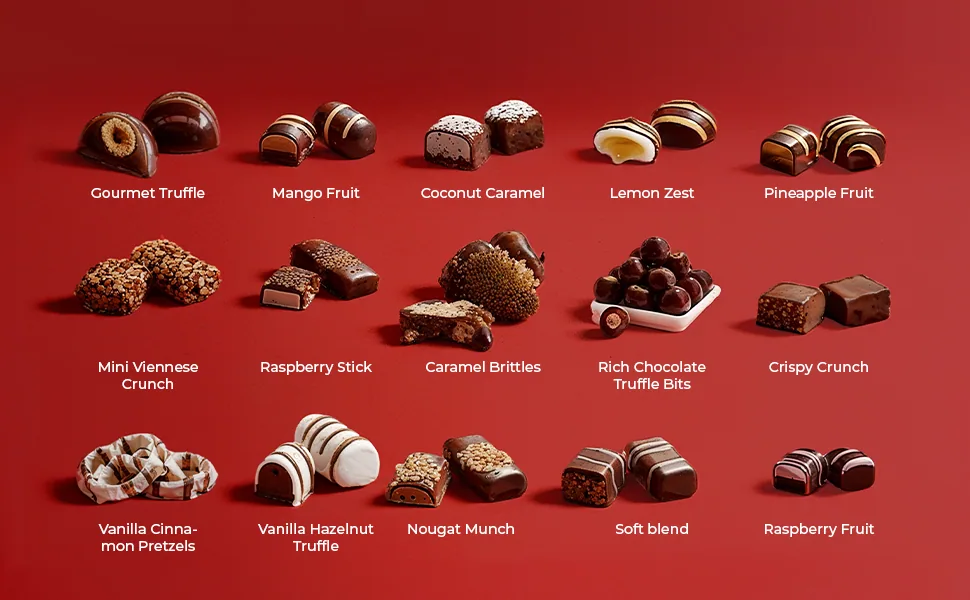 Gourmet Truffle
Mango Fruit
Coconut Caramel
Lemon Zest
Pineapple Fruit
Mini Viennese
Crunch
Raspberry Stick
Caramel Brittles
Rich Chocolate
Truffle Bits
Crispy Crunch
Vanilla Cinna-
mon Pretzels
Vanilla Hazelnut
Truffle
Nougat Munch
Soft blend
Raspberry Fruit